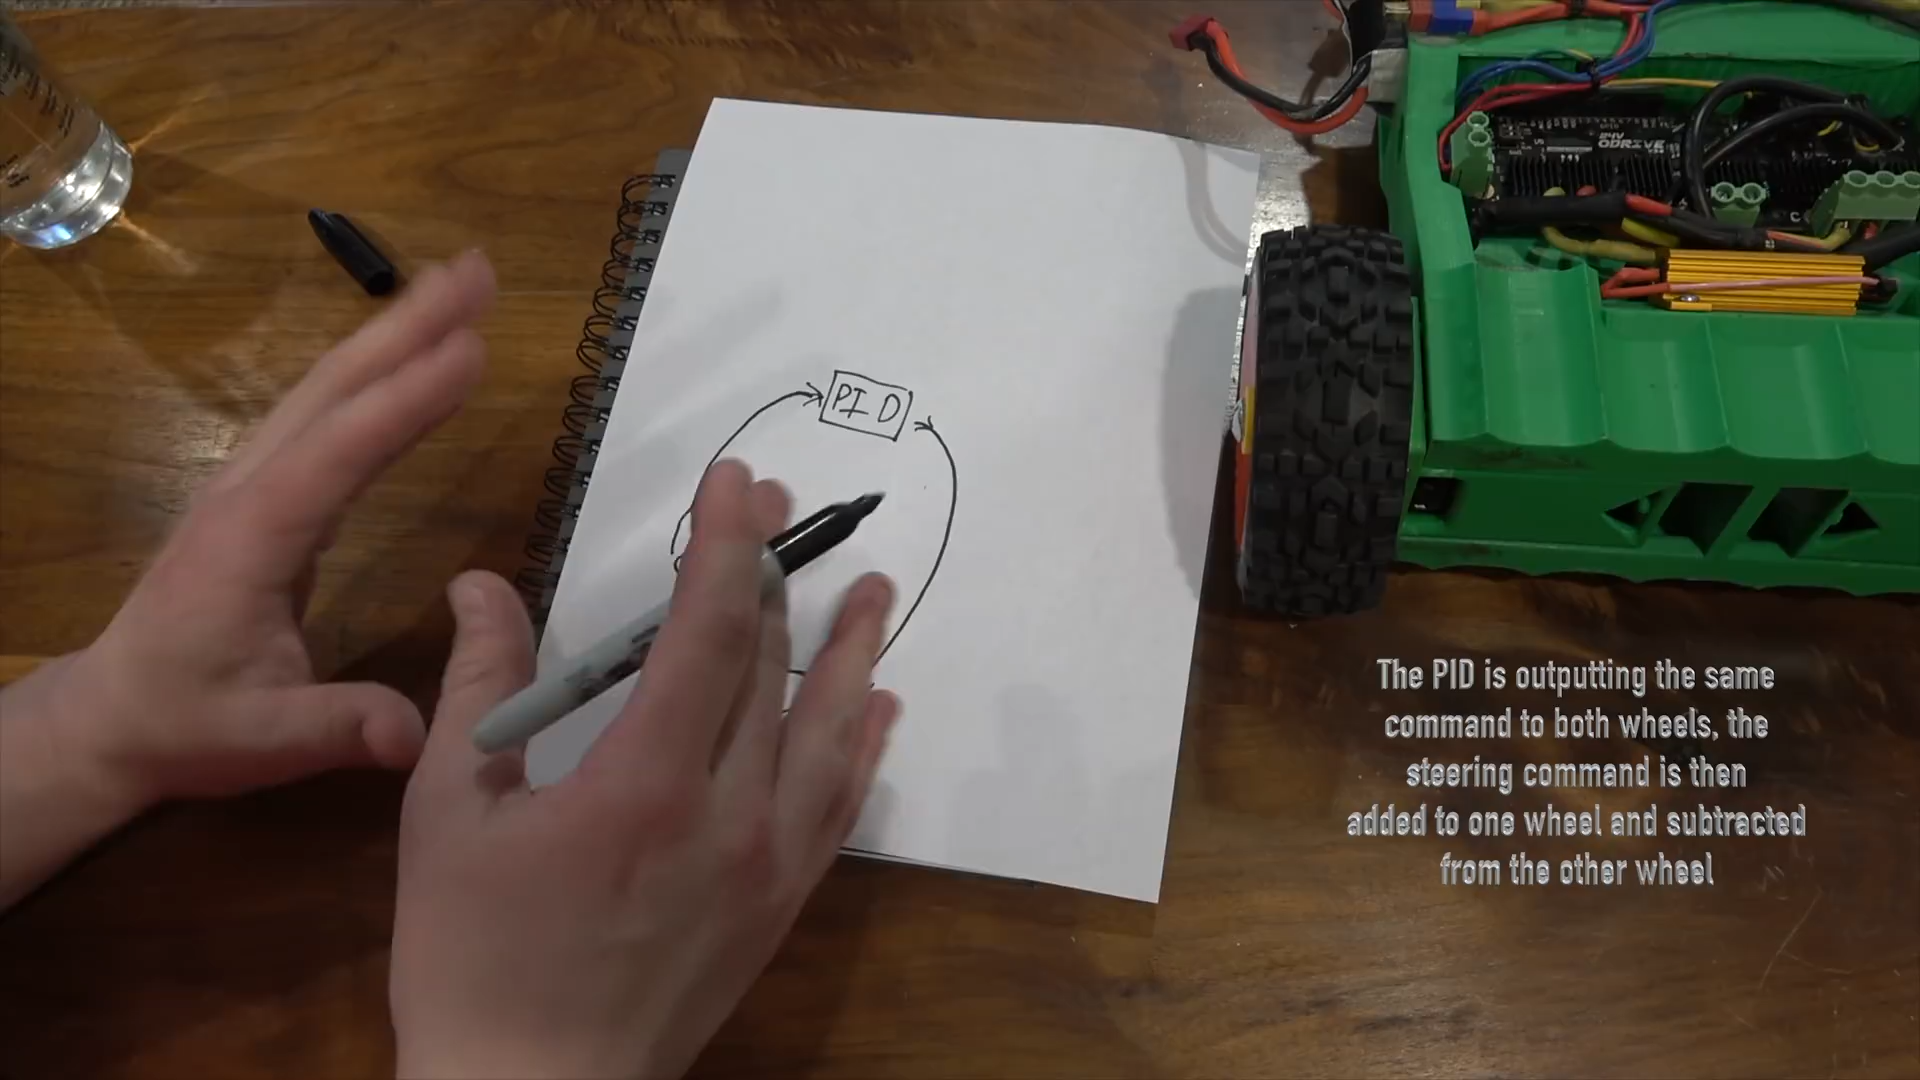 PID
24V
ODRIVE
The PID is outputting the same
command to both wheels, the
steering command is then
added to one wheel and subtracted
from the other wheel